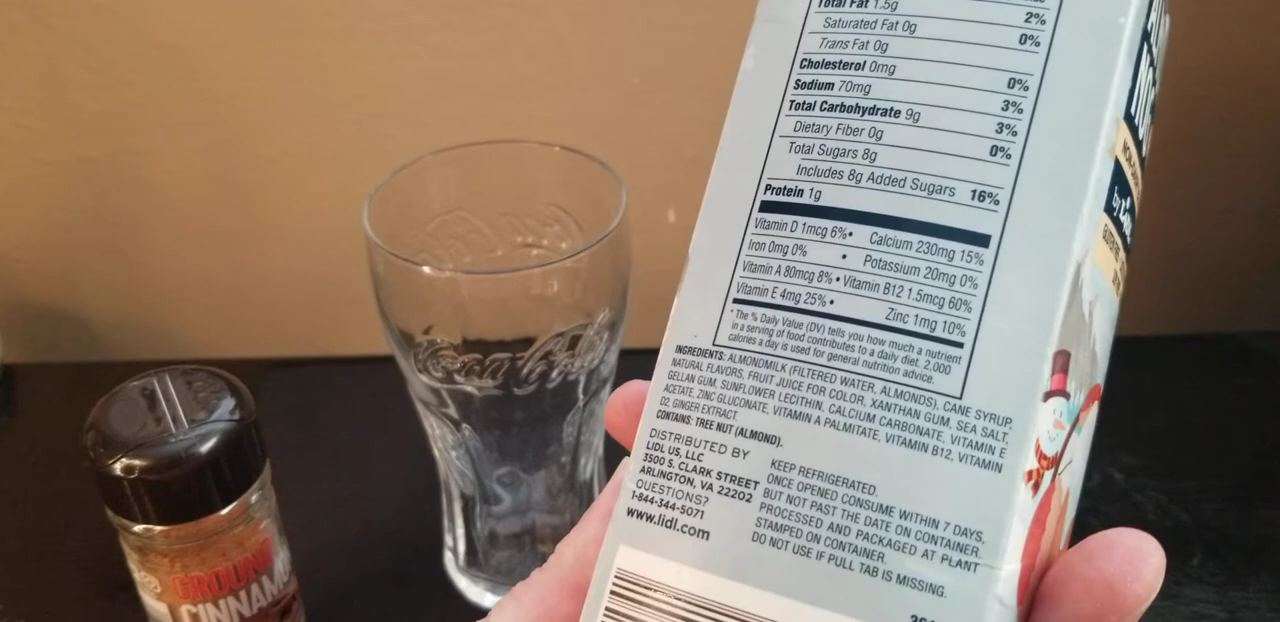 Total Fat 1.5g 2%
Saturated Fat 0g 0%
Trans Fat 0g
Cholesterol 0mg 0%
Sodium 70mg 3%
Total Carbohydrate 9g 3%
Dietary Fiber 0g 0%
Total Sugars 8g
Includes 8g Added Sugars 16%
Protein 1g
Vitamin D 1mcg 6% • Calcium 230mg 15%
Iron 0mg 0% • Potassium 20mg 0%
Vitamin A 80mcg 8% • Vitamin B12 1.5mcg 60%
Vitamin E 4mg 25% • Zinc 1mg 10%
* The % Daily Value (DV) tells you how much a nutrient
in a serving of food contributes to a daily diet. 2,000
calories a day is used for general nutrition advice.
INGREDIENTS: ALMONDMILK (FILTERED WATER, ALMONDS), CANE SYRUP,
NATURAL FLAVORS, FRUIT JUICE FOR COLOR, XANTHAN GUM, SEA SALT,
GELLAN GUM, SUNFLOWER LECITHIN, CALCIUM CARBONATE, VITAMIN E
ACETATE, ZINC GLUCONATE, VITAMIN A PALMITATE, VITAMIN B12, VITAMIN
D2, GINGER EXTRACT.
CONTAINS: TREE NUT (ALMOND).
DISTRIBUTED BY
LIDL US, LLC
3500 S. CLARK STREET
ARLINGTON, VA 22202
QUESTIONS?
1-844-344-5071
www.lidl.com
KEEP REFRIGERATED.
ONCE OPENED CONSUME WITHIN 7 DAYS,
BUT NOT PAST THE DATE ON CONTAINER.
PROCESSED AND PACKAGED AT PLANT
STAMPED ON CONTAINER.
DO NOT USE IF PULL TAB IS MISSING.
Coca-Cola
GROUND